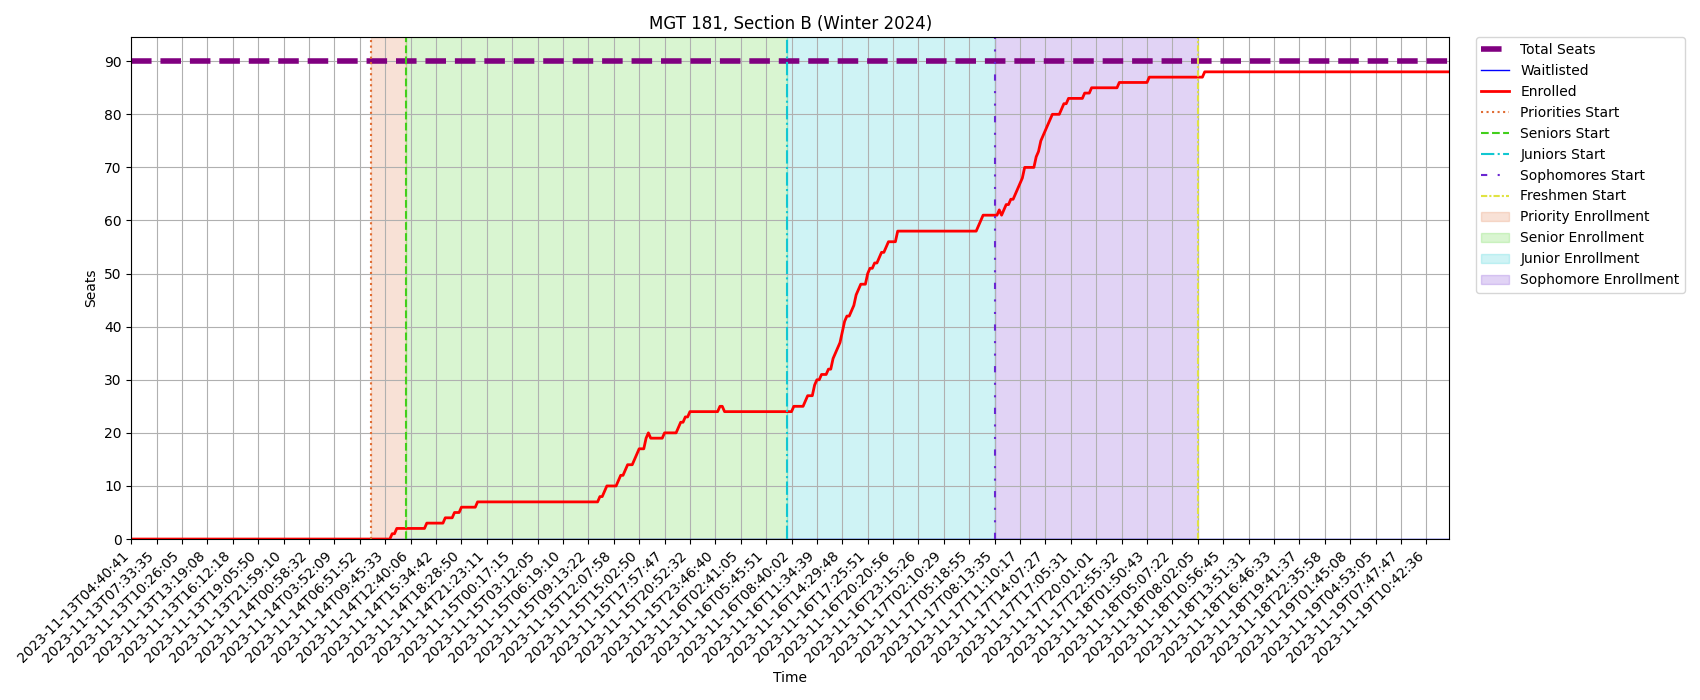 MGT 181, Section B (Winter 2024)
Seats
90
80
70
60
50
40
30
20
10
0
2023-11-13T04:40:41
2023-11-13T07:33:35
2023-11-13T10:26:05
2023-11-13T13:19:08
2023-11-13T16:12:18
2023-11-13T19:05:50
2023-11-13T21:59:10
2023-11-14T00:58:32
2023-11-14T03:52:09
2023-11-14T06:51:52
2023-11-14T09:45:33
2023-11-14T12:40:06
2023-11-14T15:34:42
2023-11-14T18:28:50
2023-11-14T21:23:11
2023-11-15T00:17:15
2023-11-15T03:12:05
2023-11-15T06:19:10
2023-11-15T09:13:22
2023-11-15T12:07:58
2023-11-15T15:02:50
2023-11-15T17:57:47
2023-11-15T20:52:32
2023-11-15T23:46:40
2023-11-16T02:41:05
2023-11-16T05:45:51
2023-11-16T08:40:02
2023-11-16T11:34:39
2023-11-16T14:29:48
2023-11-16T17:25:51
2023-11-16T20:20:56
2023-11-16T23:15:26
2023-11-17T02:10:29
2023-11-17T05:18:55
2023-11-17T08:13:35
2023-11-17T11:10:17
2023-11-17T14:07:27
2023-11-17T17:05:31
2023-11-17T20:01:01
2023-11-17T22:55:32
2023-11-18T01:50:43
2023-11-18T05:07:22
2023-11-18T08:02:05
2023-11-18T10:56:45
2023-11-18T13:51:31
2023-11-18T16:46:33
2023-11-18T19:41:37
2023-11-18T22:35:58
2023-11-19T01:45:08
2023-11-19T04:53:05
2023-11-19T07:47:47
2023-11-19T10:42:36
Time
Total Seats
Waitlisted
Enrolled
Priorities Start
Seniors Start
Juniors Start
Sophomores Start
Freshmen Start
Priority Enrollment
Senior Enrollment
Junior Enrollment
Sophomore Enrollment